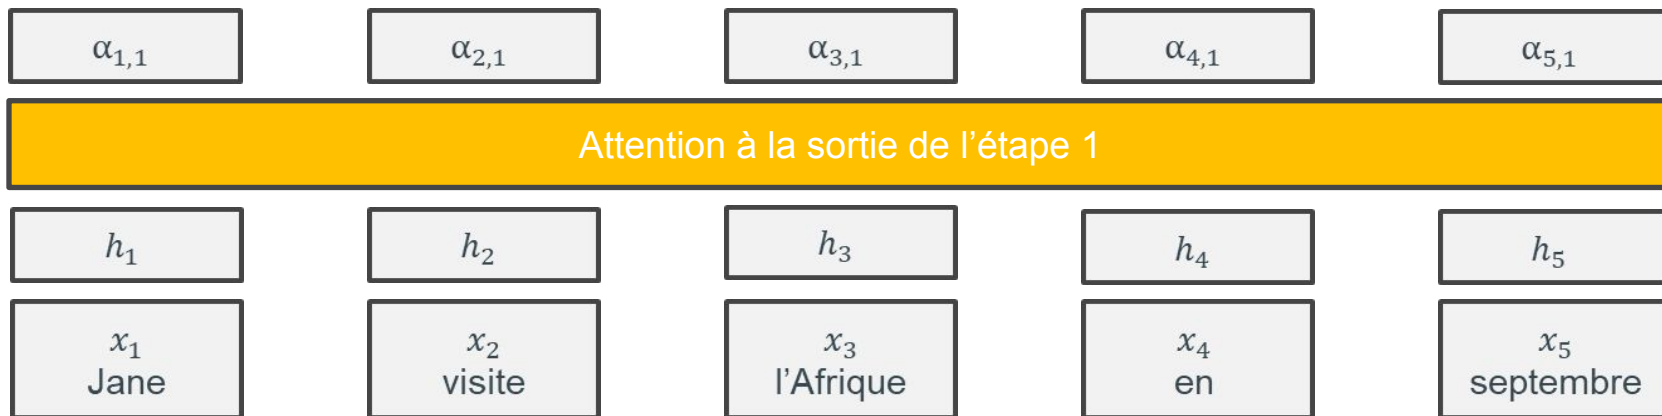 α₁,₁ α₂,₁ α₃,₁ α₄,₁ α₅,₁
Attention à la sortie de l’étape 1
h₁ h₂ h₃ h₄ h₅
x₁ x₂ x₃ x₄ x₅
Jane visite l’Afrique en septembre